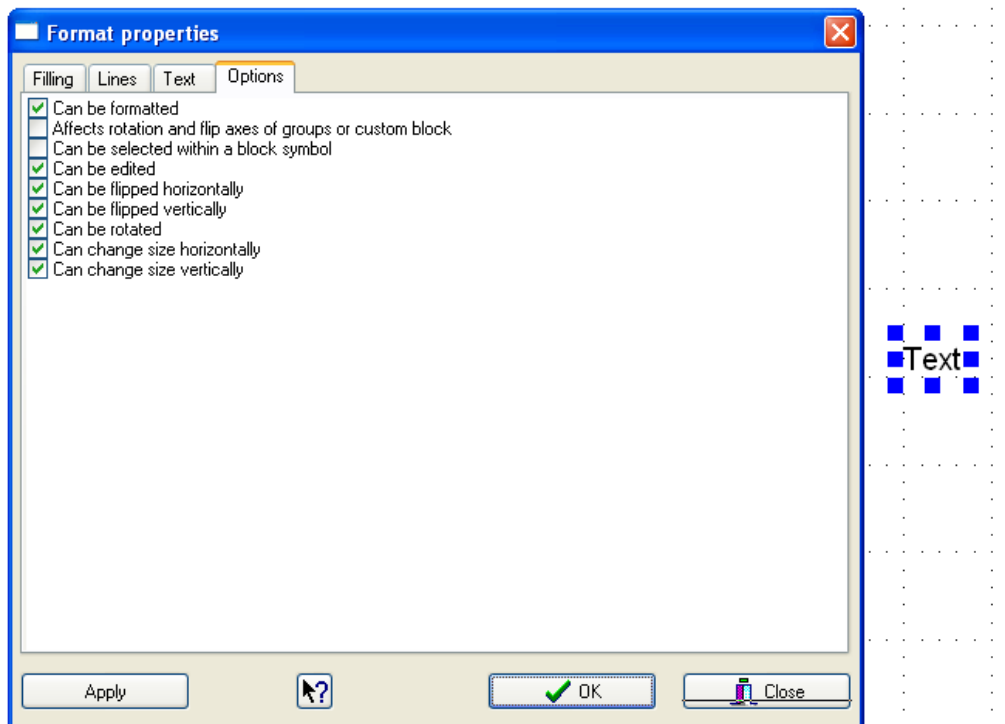 Format properties
Filling Lines Text Options
Can be formatted
Affects rotation and flip axes of groups or custom block
Can be selected within a block symbol
Can be edited
Can be flipped horizontally
Can be flipped vertically
Can be rotated
Can change size horizontally
Can change size vertically
Text
Apply ? OK Close